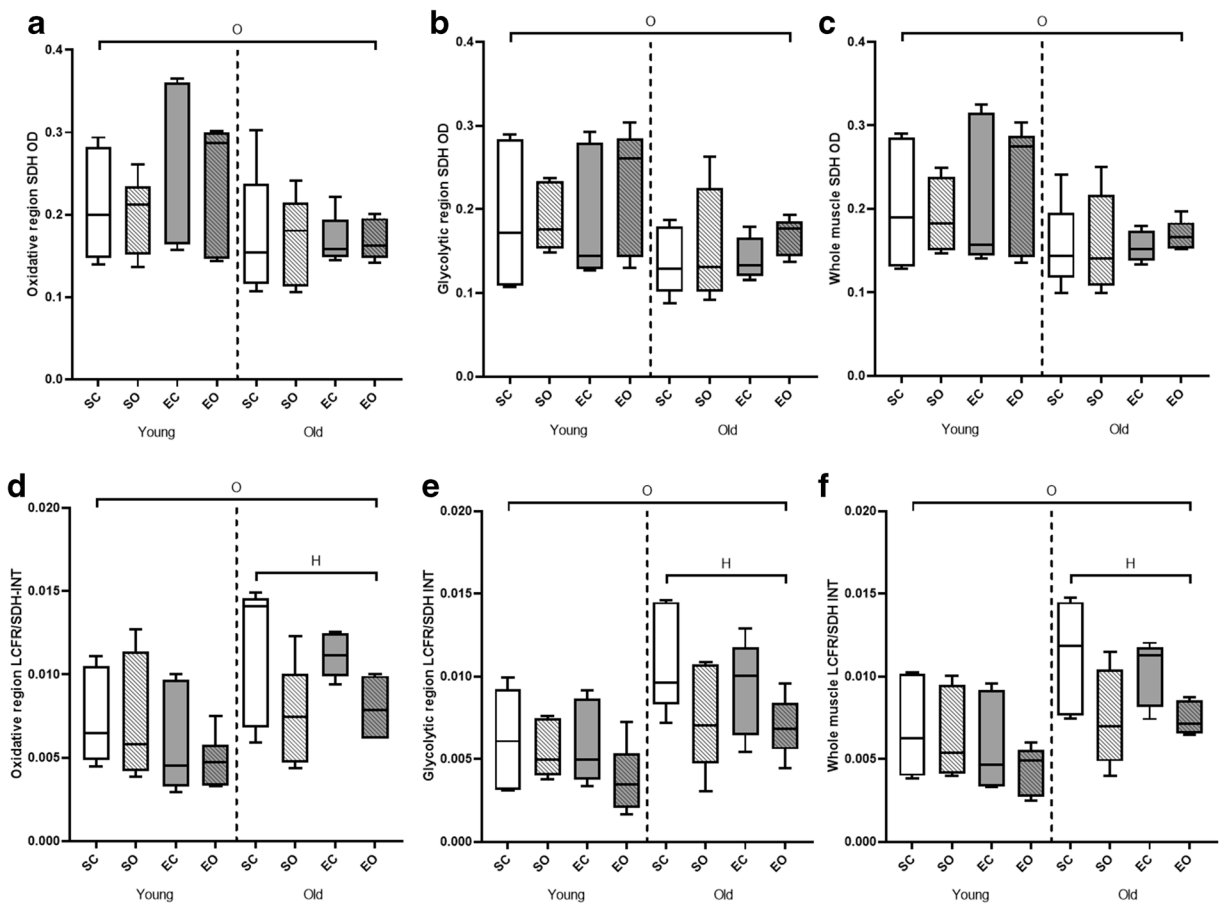 a
O
Oxidative region SDH OD
0.4
0.3
0.2
0.1
0.0
SC SO EC EO SC SO EC EO
Young Old
b
O
Glycolytic region SDH OD
0.4
0.3
0.2
0.1
0.0
SC SO EC EO SC SO EC EO
Young Old
c
O
Whole muscle SDH OD
0.4
0.3
0.2
0.1
0.0
SC SO EC EO SC SO EC EO
Young Old
d
O
H
Oxidative region LCFR/SDH-INT
0.020
0.015
0.010
0.005
0.000
SC SO EC EO SC SO EC EO
Young Old
e
O
H
Glycolytic region LCFR/SDH INT
0.020
0.015
0.010
0.005
0.000
SC SO EC EO SC SO EC EO
Young Old
f
O
H
Whole muscle LCFR/SDH INT
0.020
0.015
0.010
0.005
0.000
SC SO EC EO SC SO EC EO
Young Old